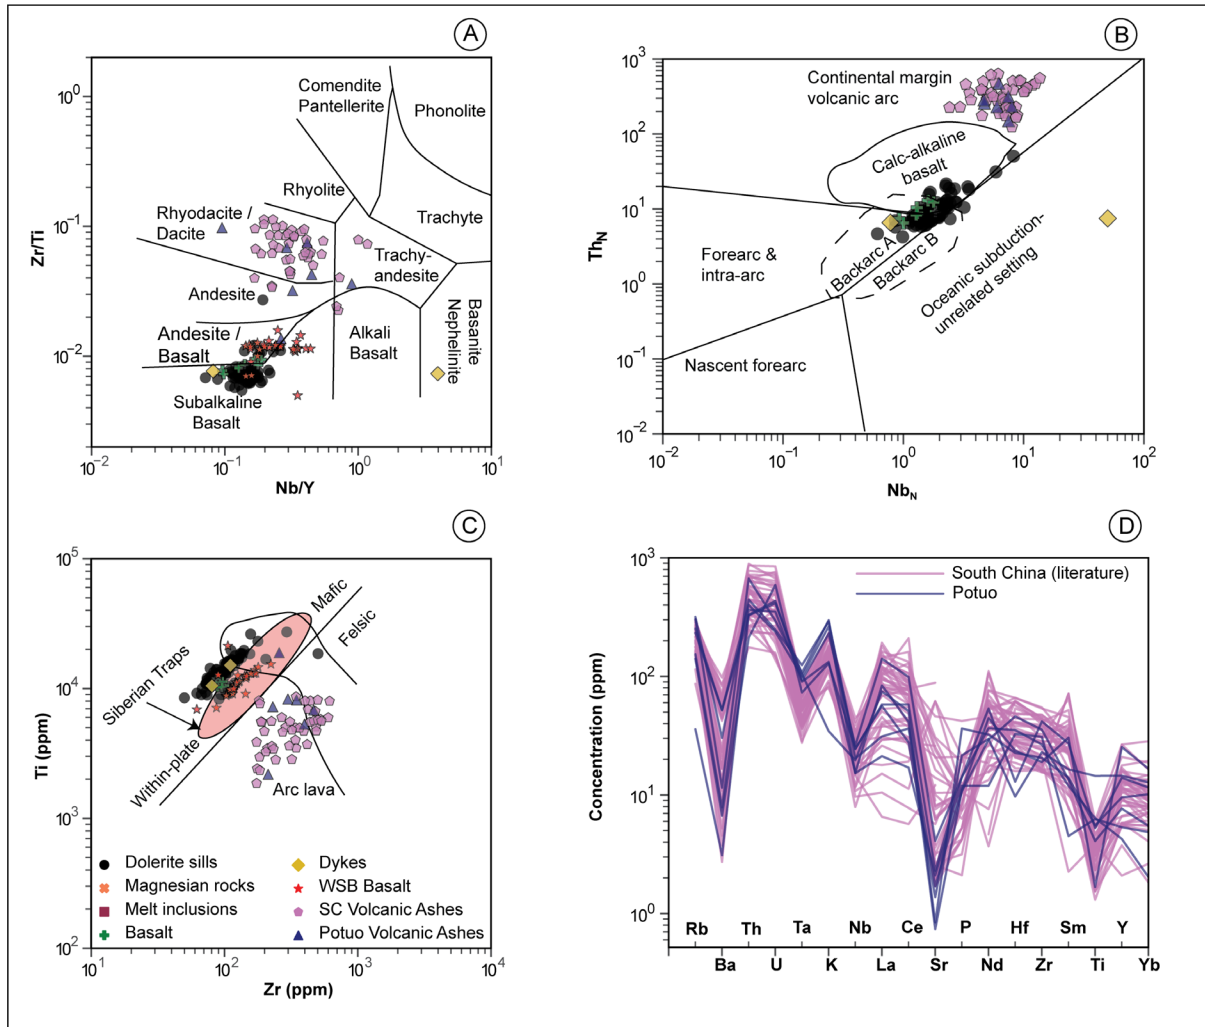 A
10⁰
10⁻¹
10⁻²
Zr/Ti
Comendite
Pantellerite
Phonolite
Rhyolite
Rhyodacite /
Dacite
Trachyte
Trachy-
andesite
Andesite
Andesite /
Basalt
Alkali
Basalt
Basanite
Nephelinite
Subalkaline
Basalt
10⁻² 10⁻¹ 10⁰ 10¹
Nb/Y
B
10³
10²
10¹
10⁰
10⁻¹
10⁻²
Th_N
Continental margin
volcanic arc
Calc-alkaline
basalt
Forearc &
intra-arc
Backarc A
Backarc B
Oceanic subduction-
unrelated setting
Nascent forearc
10⁻² 10⁻¹ 10⁰ 10¹ 10²
Nb_N
C
10⁵
10⁴
10³
10²
Ti (ppm)
Mafic
Felsic
Siberian Traps
Within-plate
Arc lava
Dolerite sills
Magnesian rocks
Melt inclusions
Basalt
Dykes
WSB Basalt
SC Volcanic Ashes
Potuo Volcanic Ashes
10¹ 10² 10³ 10⁴
Zr (ppm)
D
10³
10²
10¹
10⁰
Concentration (ppm)
South China (literature)
Potuo
Rb Th Ta Nb Ce P Hf Sm Y
Ba U K La Sr Nd Zr Ti Yb